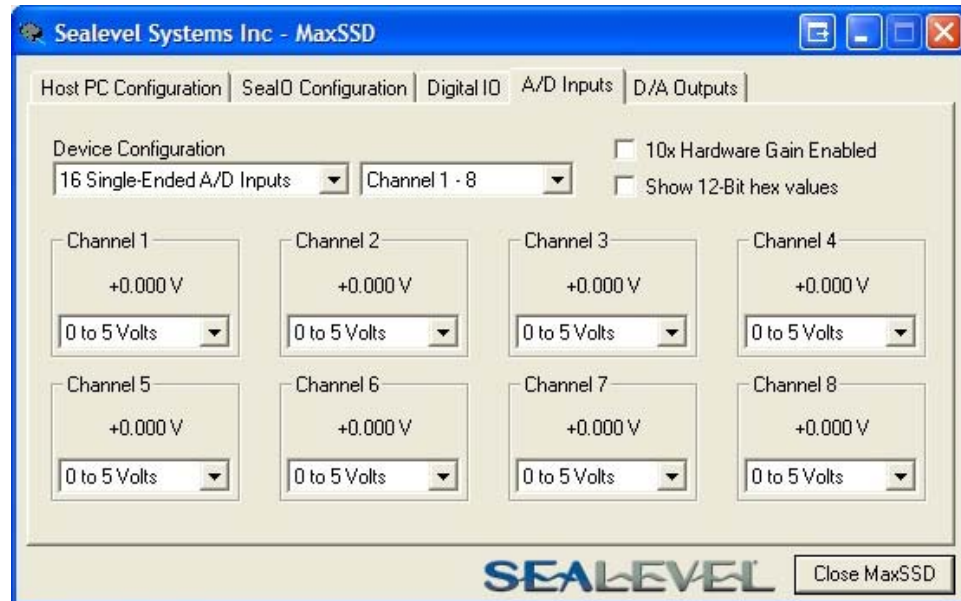 Sealevel Systems Inc - MaxSSD
Host PC Configuration SeaIO Configuration Digital IO A/D Inputs D/A Outputs
Device Configuration
10x Hardware Gain Enabled
16 Single-Ended A/D Inputs Channel 1 - 8
Show 12-Bit hex values
Channel 1 Channel 2 Channel 3 Channel 4
+0.000 V +0.000 V +0.000 V +0.000 V
0 to 5 Volts 0 to 5 Volts 0 to 5 Volts 0 to 5 Volts
Channel 5 Channel 6 Channel 7 Channel 8
+0.000 V +0.000 V +0.000 V +0.000 V
0 to 5 Volts 0 to 5 Volts 0 to 5 Volts 0 to 5 Volts
SEALEVEL Close MaxSSD